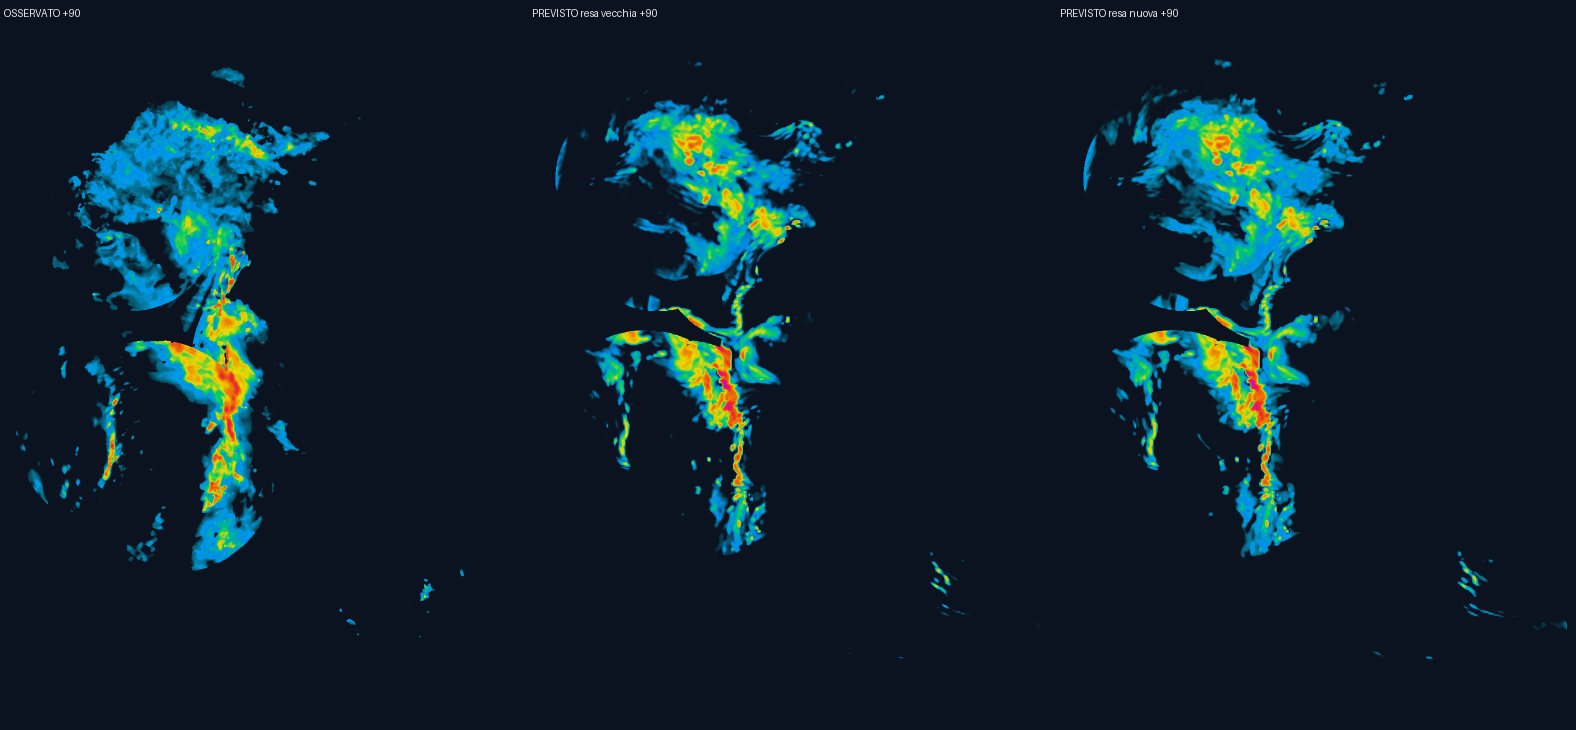 OSSERVATO +90
PREVISTO resa vecchia +90
PREVISTO resa nuova +90